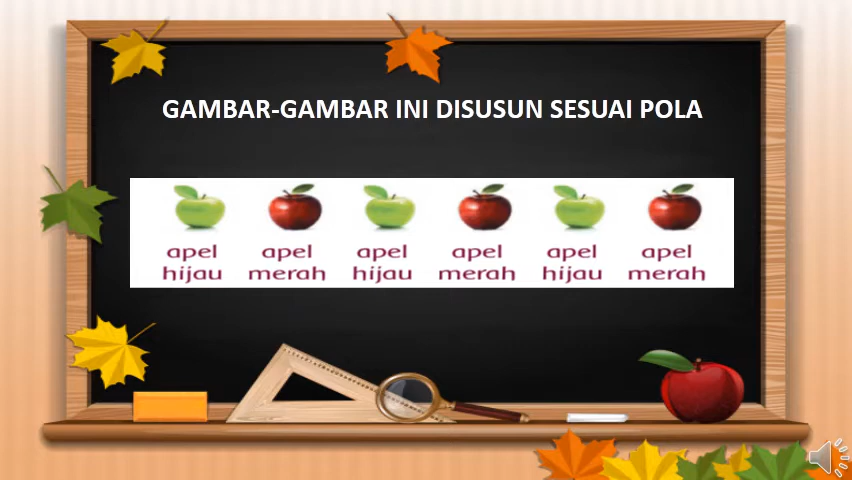 GAMBAR-GAMBAR INI DISUSUN SESUAI POLA
apel apel apel apel apel apel
hijau merah hijau merah hijau merah